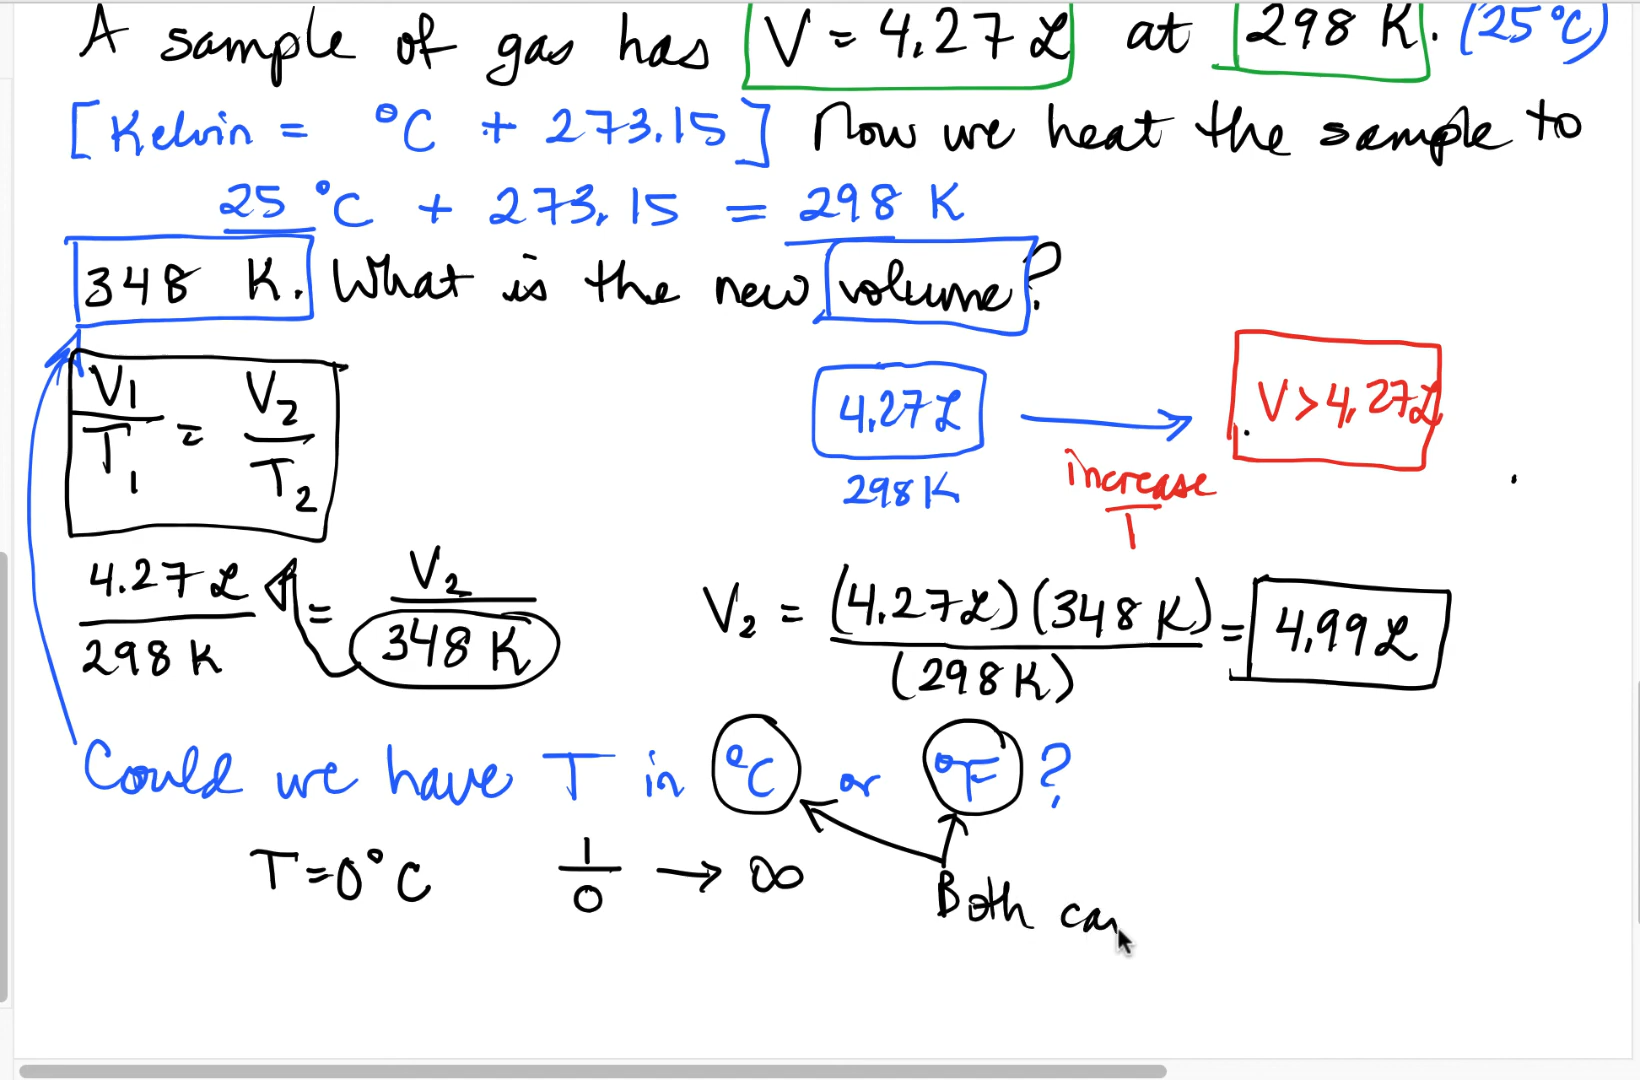 A sample of gas has V = 4.27 L at 298 K. (25°C)
[Kelvin = °C + 273.15] Now we heat the sample to
25 °C + 273.15 = 298 K
348 K. What is the new volume?
V1/T1 = V2/T2
4.27 L
298 K
increase
T
V > 4.27 L
4.27 L / 298 K = V2 / 348 K
V2 = (4.27 L)(348 K) / (298 K) = 4.99 L
Could we have T in °C or °F ?
T = 0°C 1/0 → ∞
Both can